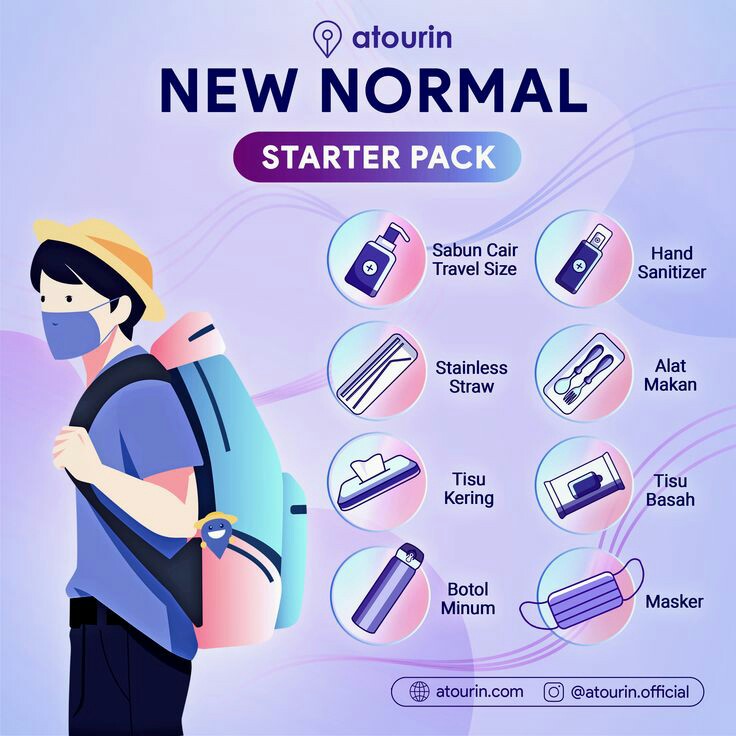 atourin
NEW NORMAL
STARTER PACK
Sabun Cair
Travel Size
Hand
Sanitizer
Stainless
Straw
Alat
Makan
Tisu
Kering
Tisu
Basah
Botol
Minum
Masker
atourin.com
@atourin.official